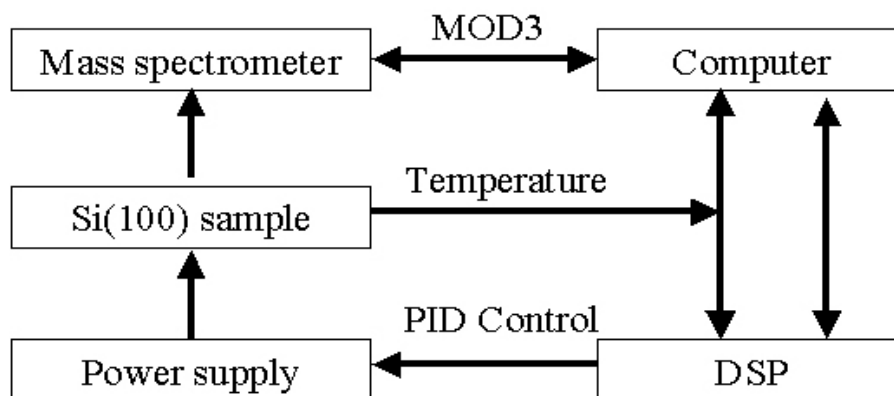 MOD3
Mass spectrometer
Computer
Temperature
Si(100) sample
PID Control
Power supply
DSP